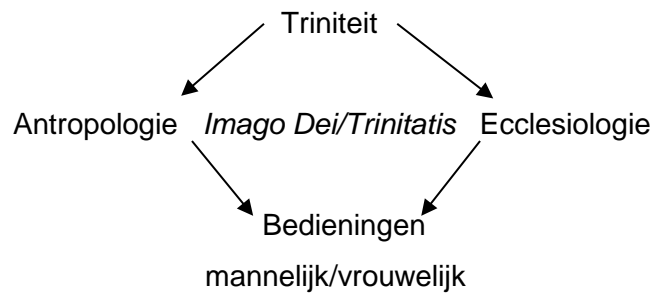 Triniteit
Antropologie Imago Dei/Trinitatis Ecclesiologie
Bedieningen
mannelijk/vrouwelijk